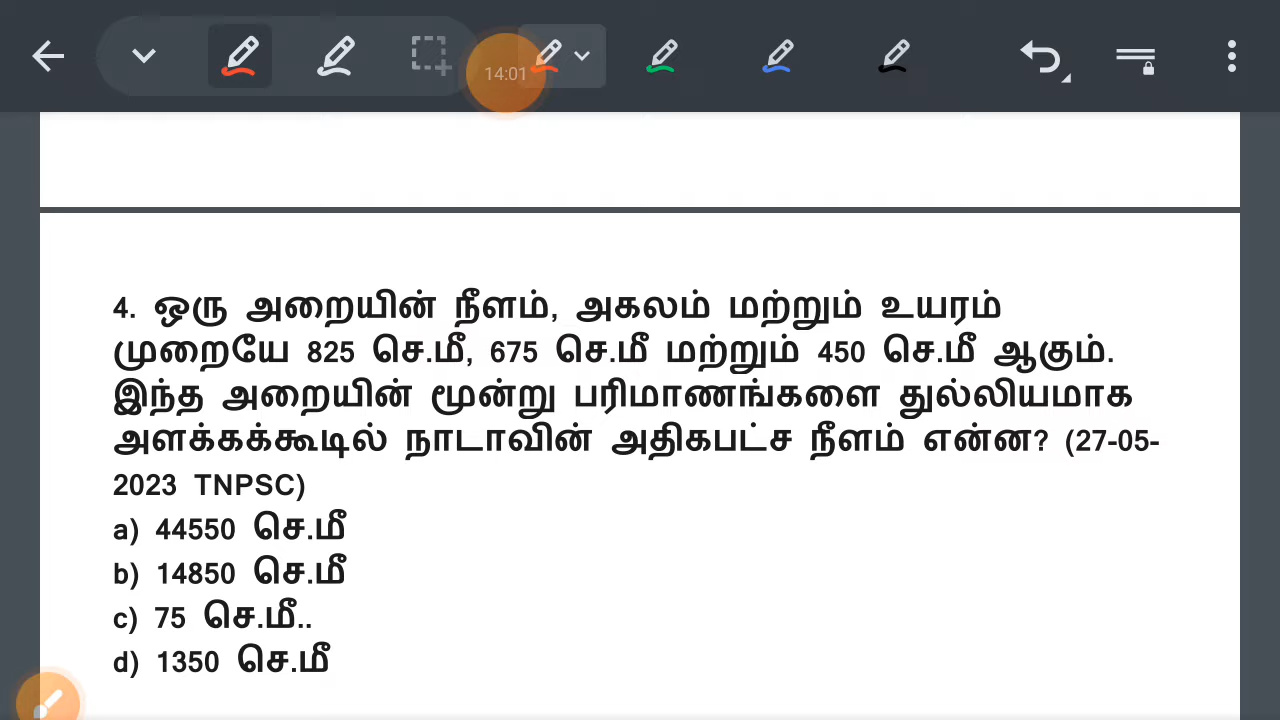 14:01
4. ஒரு அறையின் நீளம், அகலம் மற்றும் உயரம்
முறையே 825 செ.மீ, 675 செ.மீ மற்றும் 450 செ.மீ ஆகும்.
இந்த அறையின் மூன்று பரிமாணங்களை துல்லியமாக
அளக்கக்கூடில் நாடாவின் அதிகபட்ச நீளம் என்ன? (27-05-
2023 TNPSC)
a) 44550 செ.மீ
b) 14850 செ.மீ
c) 75 செ.மீ..
d) 1350 செ.மீ